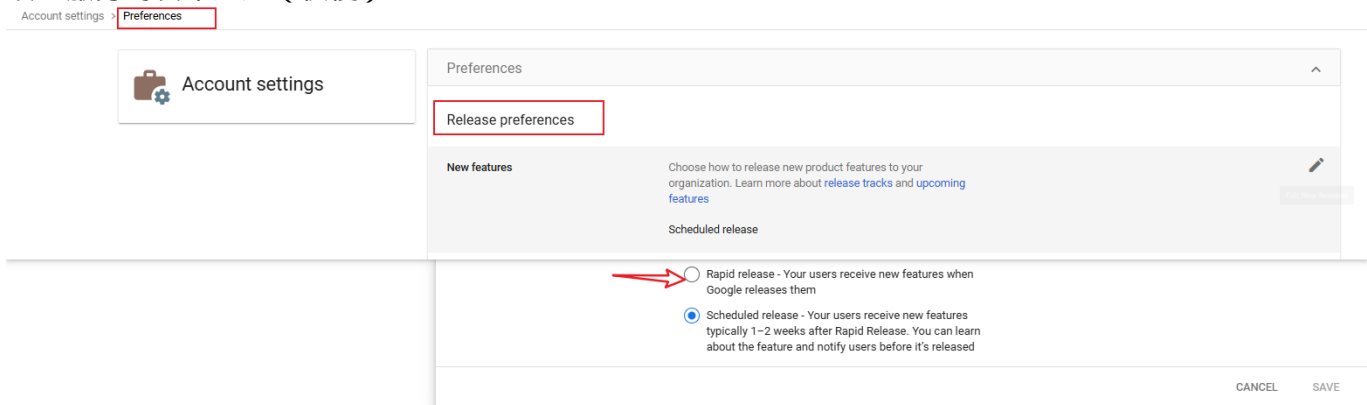 Account settings > Preferences
Account settings
Preferences
Release preferences
New features
Choose how to release new product features to your
organization. Learn more about release tracks and upcoming
features
Scheduled release
Rapid release - Your users receive new features when
Google releases them
Scheduled release - Your users receive new features
typically 1–2 weeks after Rapid Release. You can learn
about the feature and notify users before it's released
CANCEL SAVE